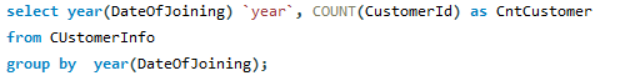 select year(DateOfJoining) `year`, COUNT(CustomerId) as CntCustomer
from CUstomerInfo
group by  year(DateOfJoining);